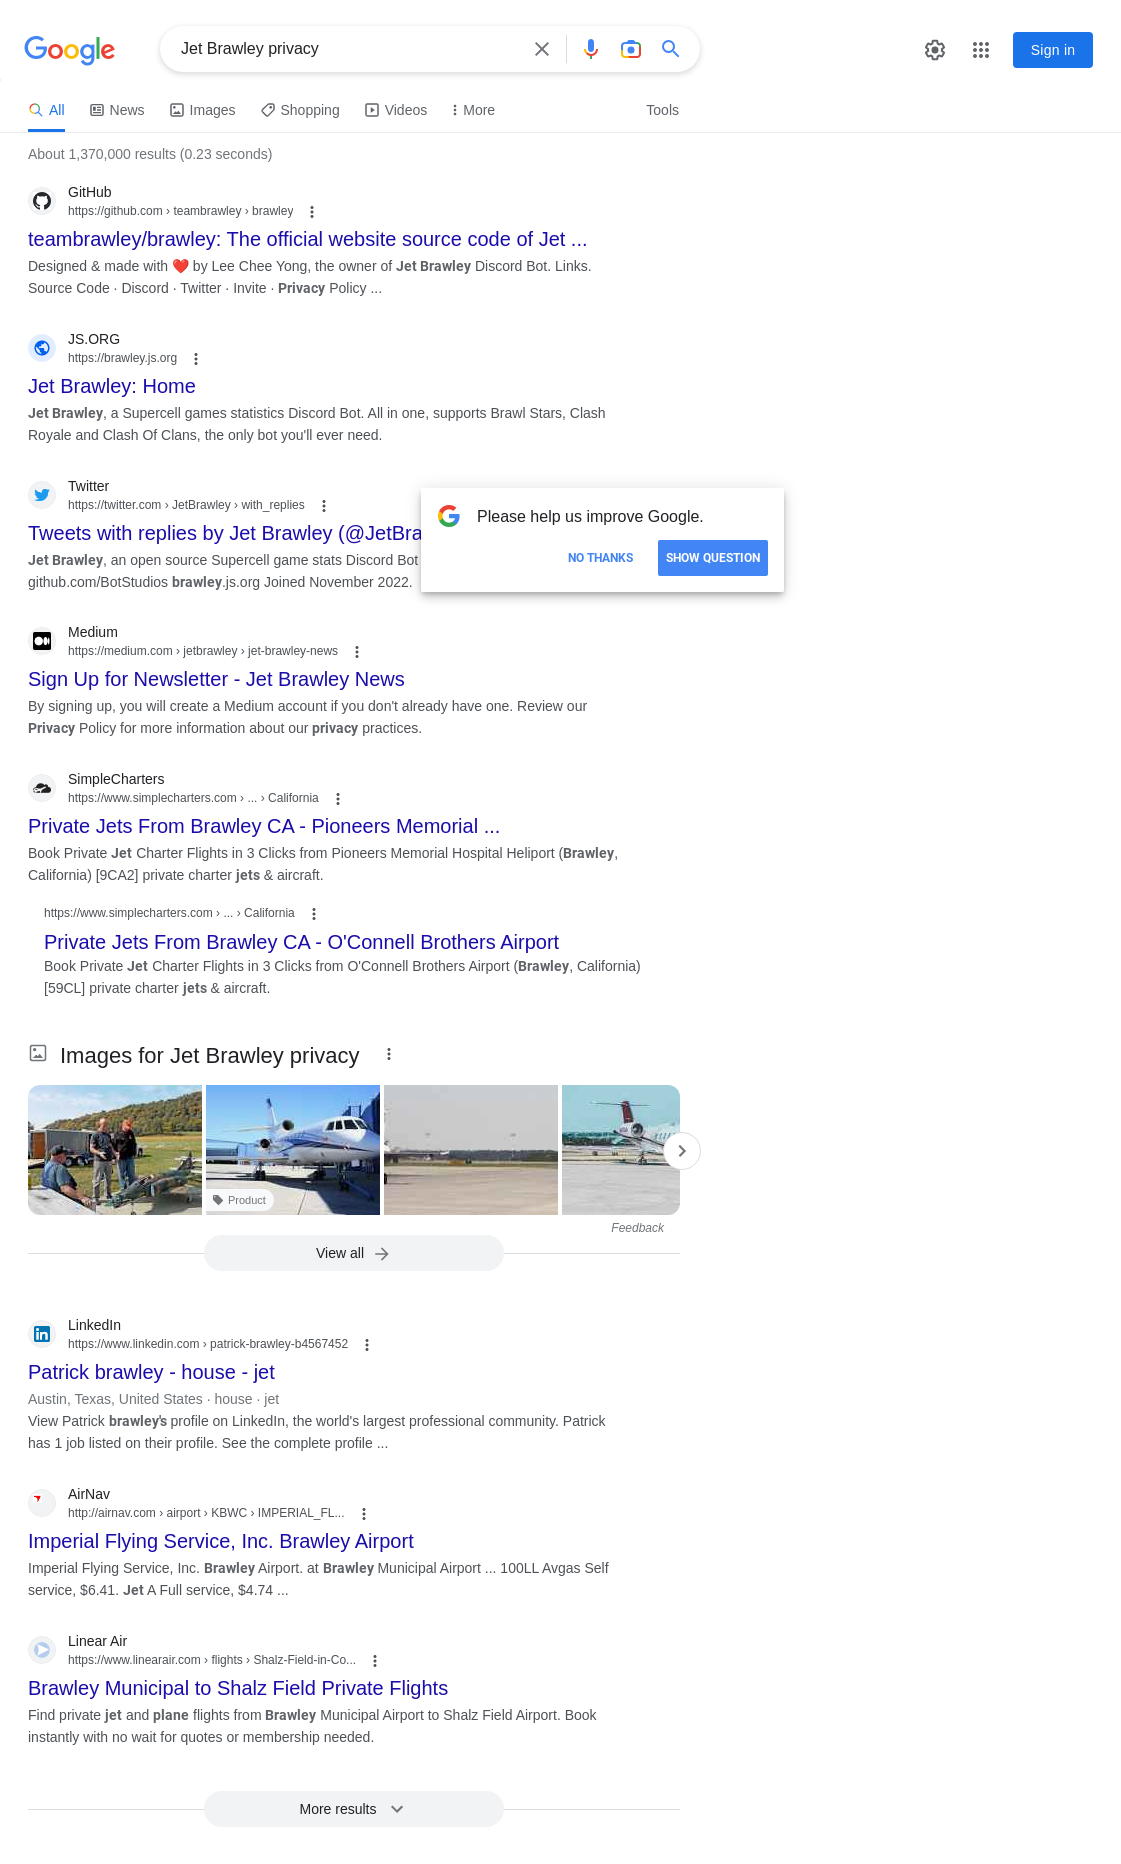 Google
Jet Brawley privacy
Sign in
All
News
Images
Shopping
Videos
More
Tools
About 1,370,000 results (0.23 seconds)
GitHub
https://github.com › teambrawley › brawley
teambrawley/brawley: The official website source code of Jet ...
Designed & made with ❤️ by Lee Chee Yong, the owner of Jet Brawley Discord Bot. Links.
Source Code · Discord · Twitter · Invite · Privacy Policy ...
JS.ORG
https://brawley.js.org
Jet Brawley: Home
Jet Brawley, a Supercell games statistics Discord Bot. All in one, supports Brawl Stars, Clash
Royale and Clash Of Clans, the only bot you'll ever need.
Twitter
https://twitter.com › JetBrawley › with_replies
Tweets with replies by Jet Brawley (@JetBra
Jet Brawley, an open source Supercell game stats Discord Bot
github.com/BotStudios brawley.js.org Joined November 2022.
Please help us improve Google.
NO THANKS
SHOW QUESTION
Medium
https://medium.com › jetbrawley › jet-brawley-news
Sign Up for Newsletter - Jet Brawley News
By signing up, you will create a Medium account if you don't already have one. Review our
Privacy Policy for more information about our privacy practices.
SimpleCharters
https://www.simplecharters.com › ... › California
Private Jets From Brawley CA - Pioneers Memorial ...
Book Private Jet Charter Flights in 3 Clicks from Pioneers Memorial Hospital Heliport (Brawley,
California) [9CA2] private charter jets & aircraft.
https://www.simplecharters.com › ... › California
Private Jets From Brawley CA - O'Connell Brothers Airport
Book Private Jet Charter Flights in 3 Clicks from O'Connell Brothers Airport (Brawley, California)
[59CL] private charter jets & aircraft.
Images for Jet Brawley privacy
Product
Feedback
View all
LinkedIn
https://www.linkedin.com › patrick-brawley-b4567452
Patrick brawley - house - jet
Austin, Texas, United States · house · jet
View Patrick brawley's profile on LinkedIn, the world's largest professional community. Patrick
has 1 job listed on their profile. See the complete profile ...
AirNav
http://airnav.com › airport › KBWC › IMPERIAL_FL...
Imperial Flying Service, Inc. Brawley Airport
Imperial Flying Service, Inc. Brawley Airport. at Brawley Municipal Airport ... 100LL Avgas Self
service, $6.41. Jet A Full service, $4.74 ...
Linear Air
https://www.linearair.com › flights › Shalz-Field-in-Co...
Brawley Municipal to Shalz Field Private Flights
Find private jet and plane flights from Brawley Municipal Airport to Shalz Field Airport. Book
instantly with no wait for quotes or membership needed.
More results